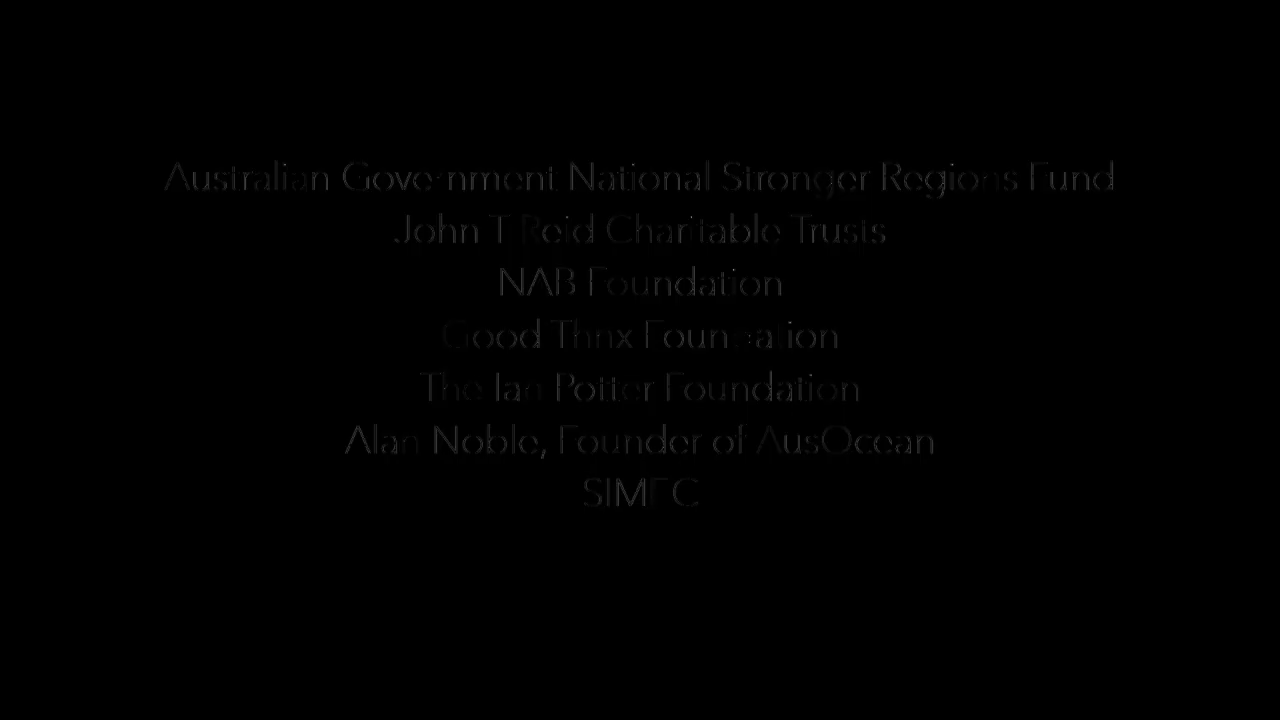 Australian Government National Stronger Regions Fund
John T Reid Charitable Trusts
NAB Foundation
Good Thnx Foundation
The Ian Potter Foundation
Alan Noble, Founder of AusOcean
SIMEC